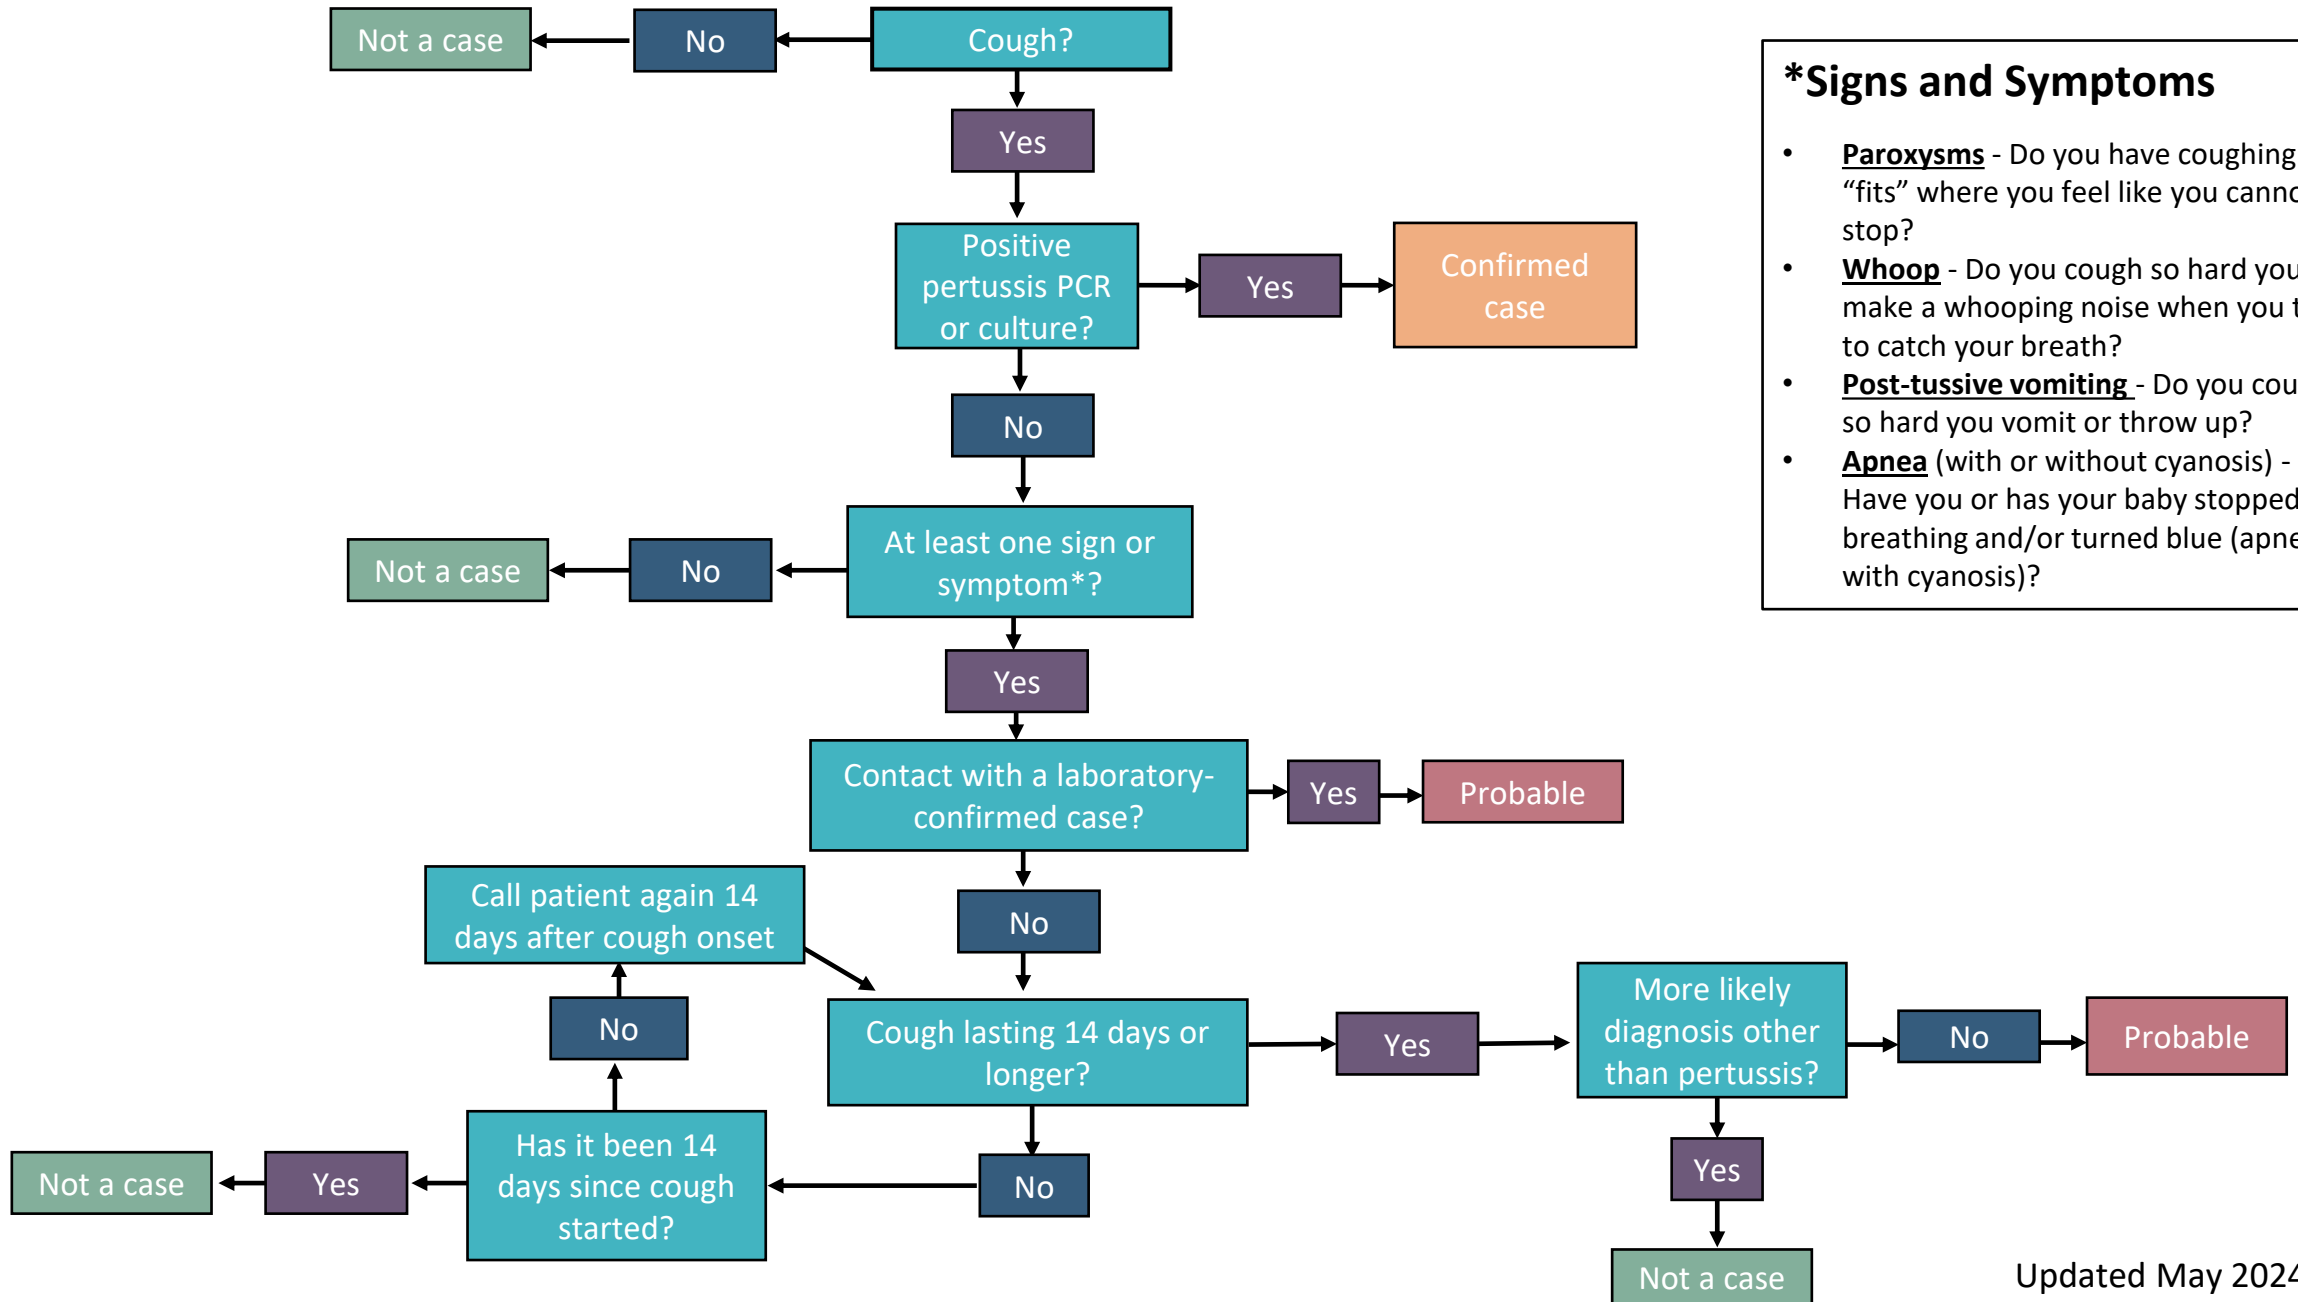 Not a case
No
Cough?
Yes
Positive
pertussis PCR
or culture?
Yes
Confirmed
case
No
At least one sign or
symptom*?
No
Not a case
Yes
Contact with a laboratory-
confirmed case?
Yes
Probable
No
Call patient again 14
days after cough onset
No
Cough lasting 14 days or
longer?
Yes
More likely
diagnosis other
than pertussis?
No
Probable
Yes
Not a case
No
Has it been 14
days since cough
started?
Yes
Not a case
*Signs and Symptoms
• Paroxysms - Do you have coughing
“fits” where you feel like you
stop?
• Whoop - Do you cough so hard you
make a whooping noise when you
to catch your breath?
• Post-tussive vomiting - Do you
so hard you vomit or throw up?
• Apnea (with or without cyanosis) -
Have you or has your baby stopped
breathing and/or turned blue
with cyanosis)?
Updated May 2024